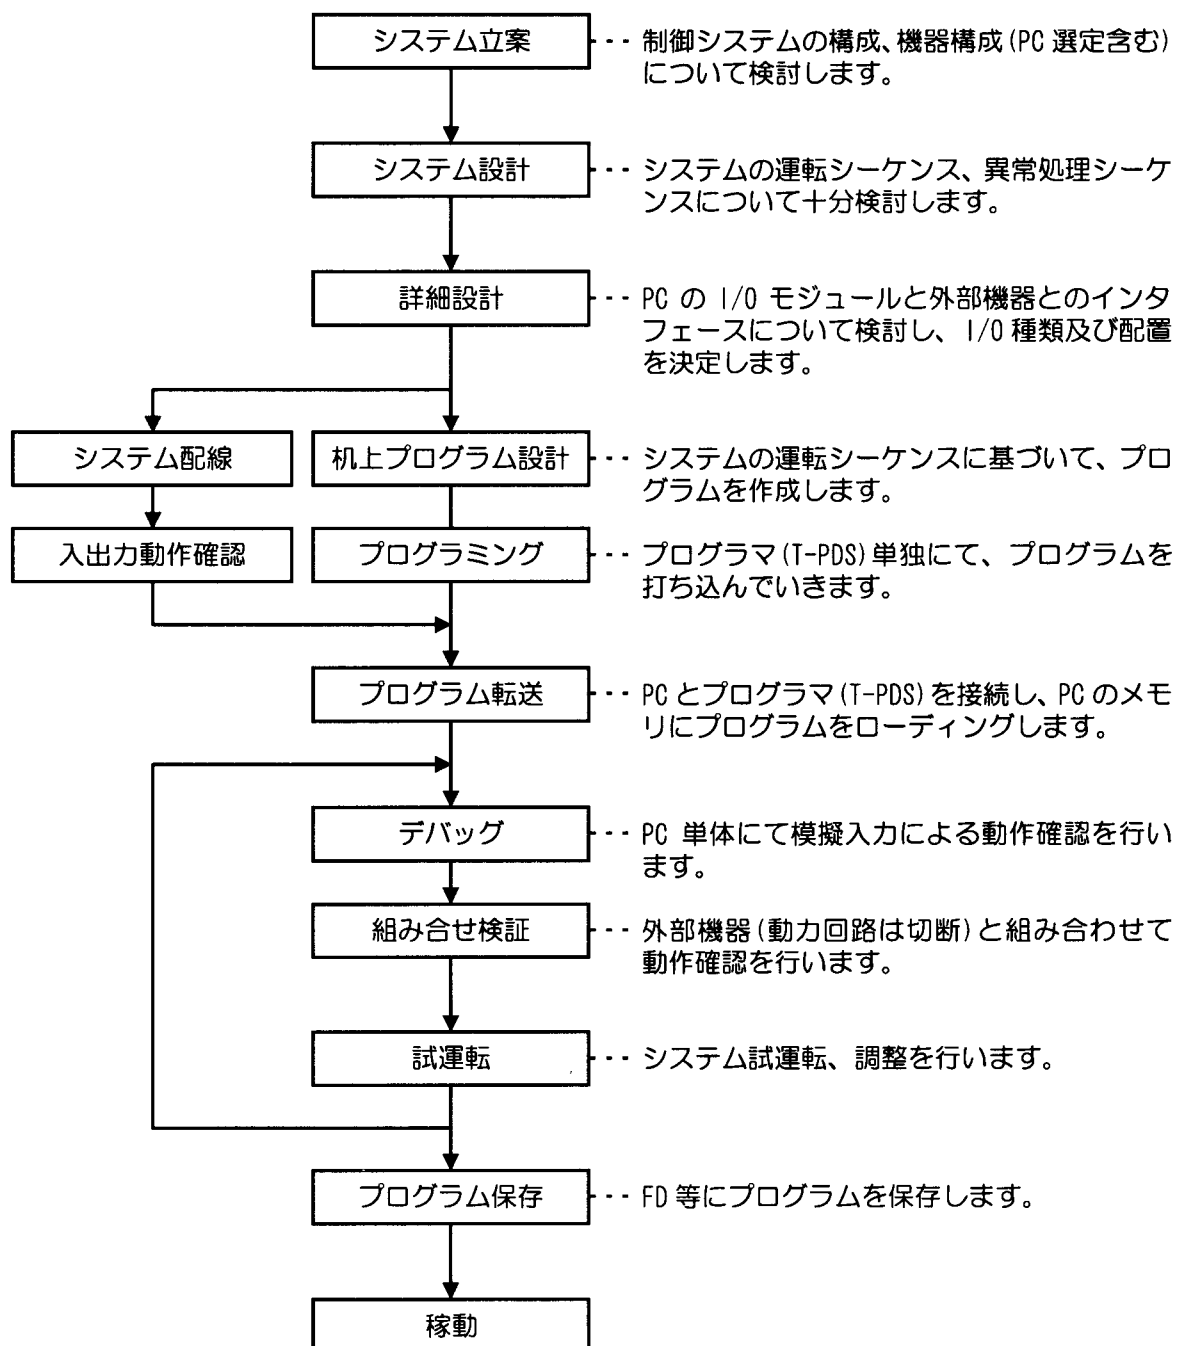 システム立案
制御システムの構成、機器構成(PC 選定含む)
について検討します。
システム設計
システムの運転シーケンス、異常処理シーケ
ンスについて十分検討します。
詳細設計
PC の I/O モジュールと外部機器とのインタ
フェースについて検討し、I/O 種類及び配置
を決定します。
システム配線
机上プログラム設計
システムの運転シーケンスに基づいて、プロ
グラムを作成します。
入出力動作確認
プログラミング
プログラマ(T-PDS)単独にて、プログラムを
打ち込んでいきます。
プログラム転送
PC とプログラマ(T-PDS)を接続し、PC のメモ
リにプログラムをローディングします。
デバッグ
PC 単体にて模擬入力による動作確認を行い
ます。
組み合せ検証
外部機器(動力回路は切断)と組み合わせて
動作確認を行います。
試運転
システム試運転、調整を行います。
プログラム保存
FD 等にプログラムを保存します。
稼動